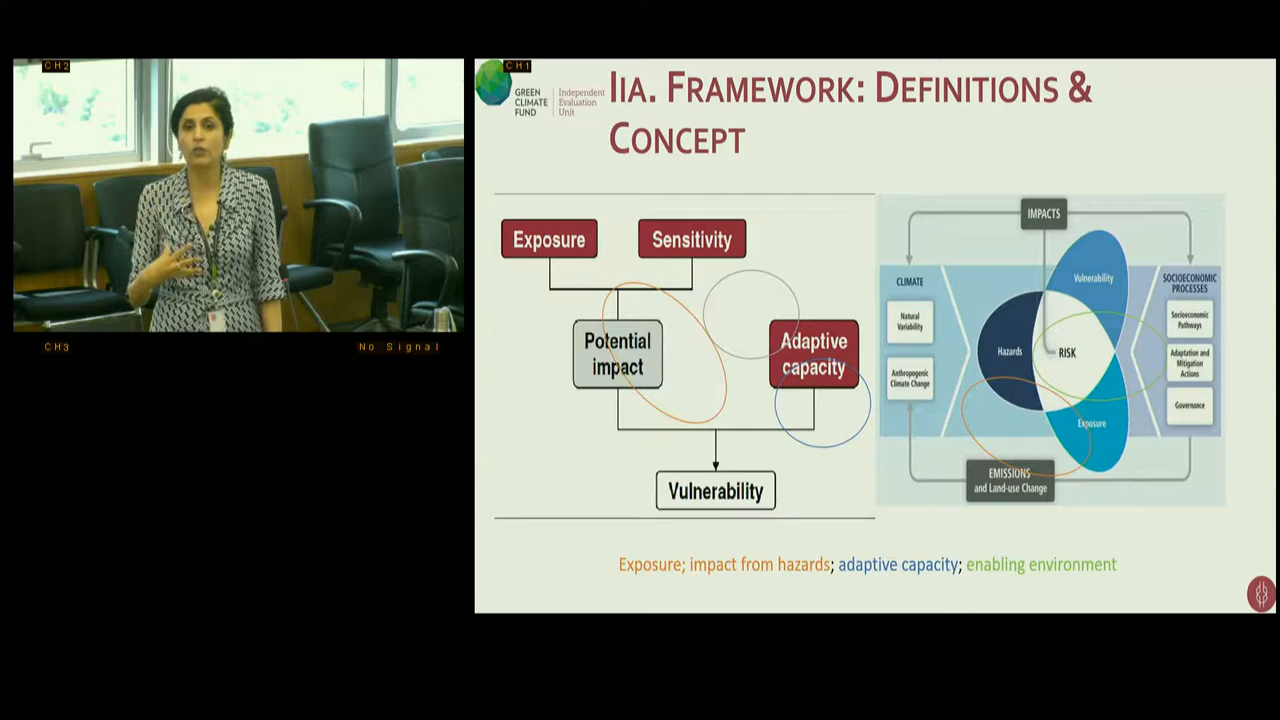 CH2
CH3
No Signal
CH1
GREEN
CLIMATE
FUND
Independent
Evaluation
Unit
IIA. FRAMEWORK: DEFINITIONS &
CONCEPT
Exposure
Sensitivity
Potential
impact
Adaptive
capacity
Vulnerability
IMPACTS
CLIMATE
Natural
Variability
Anthropogenic
Climate Change
Vulnerability
Hazards
RISK
Exposure
SOCIOECONOMIC
PROCESSES
Socioeconomic
Pathways
Adaptation and
Mitigation
Actions
Governance
EMISSIONS
and Land-use Change
Exposure; impact from hazards; adaptive capacity; enabling environment